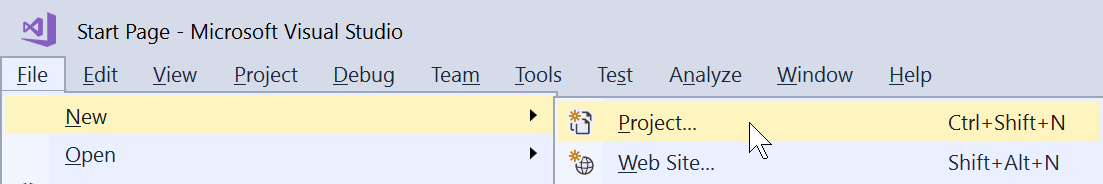 Start Page - Microsoft Visual Studio
File Edit View Project Debug Team Tools Test Analyze Window Help
New Project... Ctrl+Shift+N
Open Web Site... Shift+Alt+N